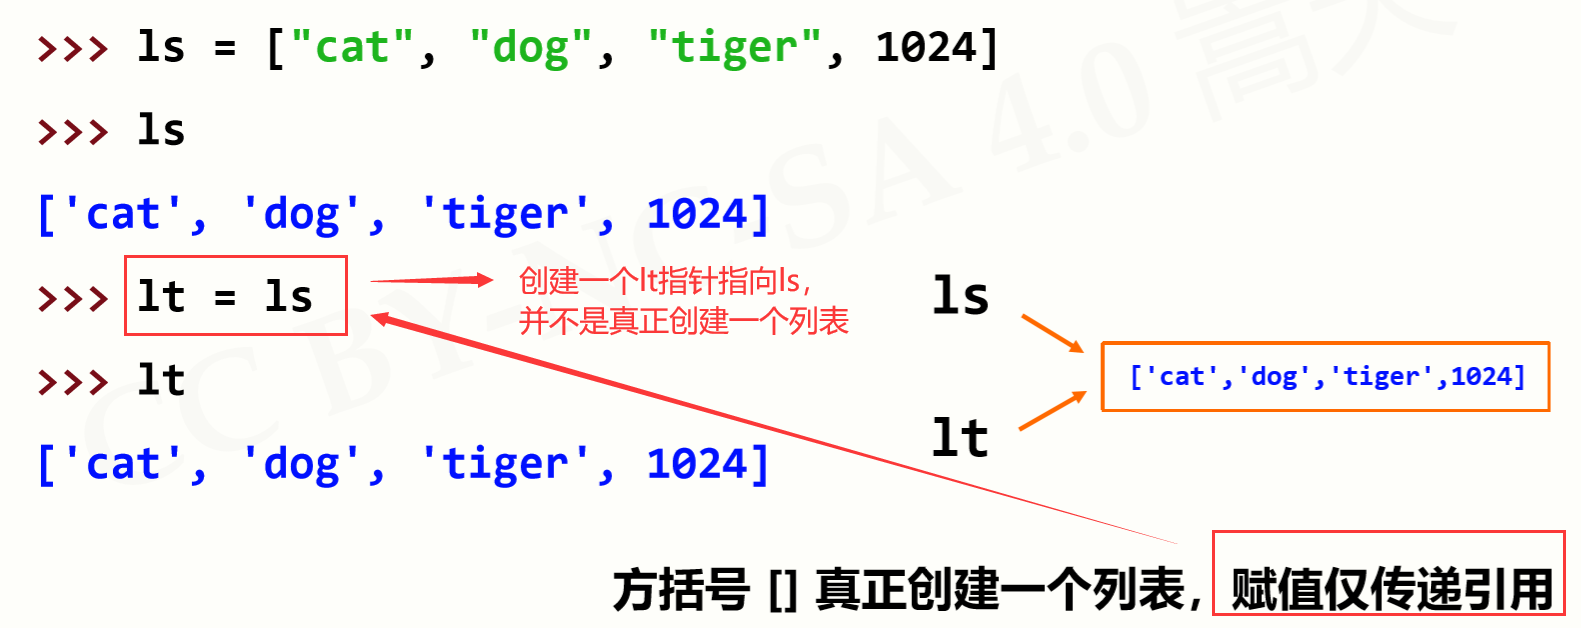 >>> ls = ["cat", "dog", "tiger", 1024]
>>> ls
['cat', 'dog', 'tiger', 1024]
>>> lt = ls
创建一个lt指针指向ls，
并不是真正创建一个列表
>>> lt
['cat', 'dog', 'tiger', 1024]
ls
['cat','dog','tiger',1024]
lt
方括号 [] 真正创建一个列表，赋值仅传递引用
CC BY-NC-SA 4.0 嵩天